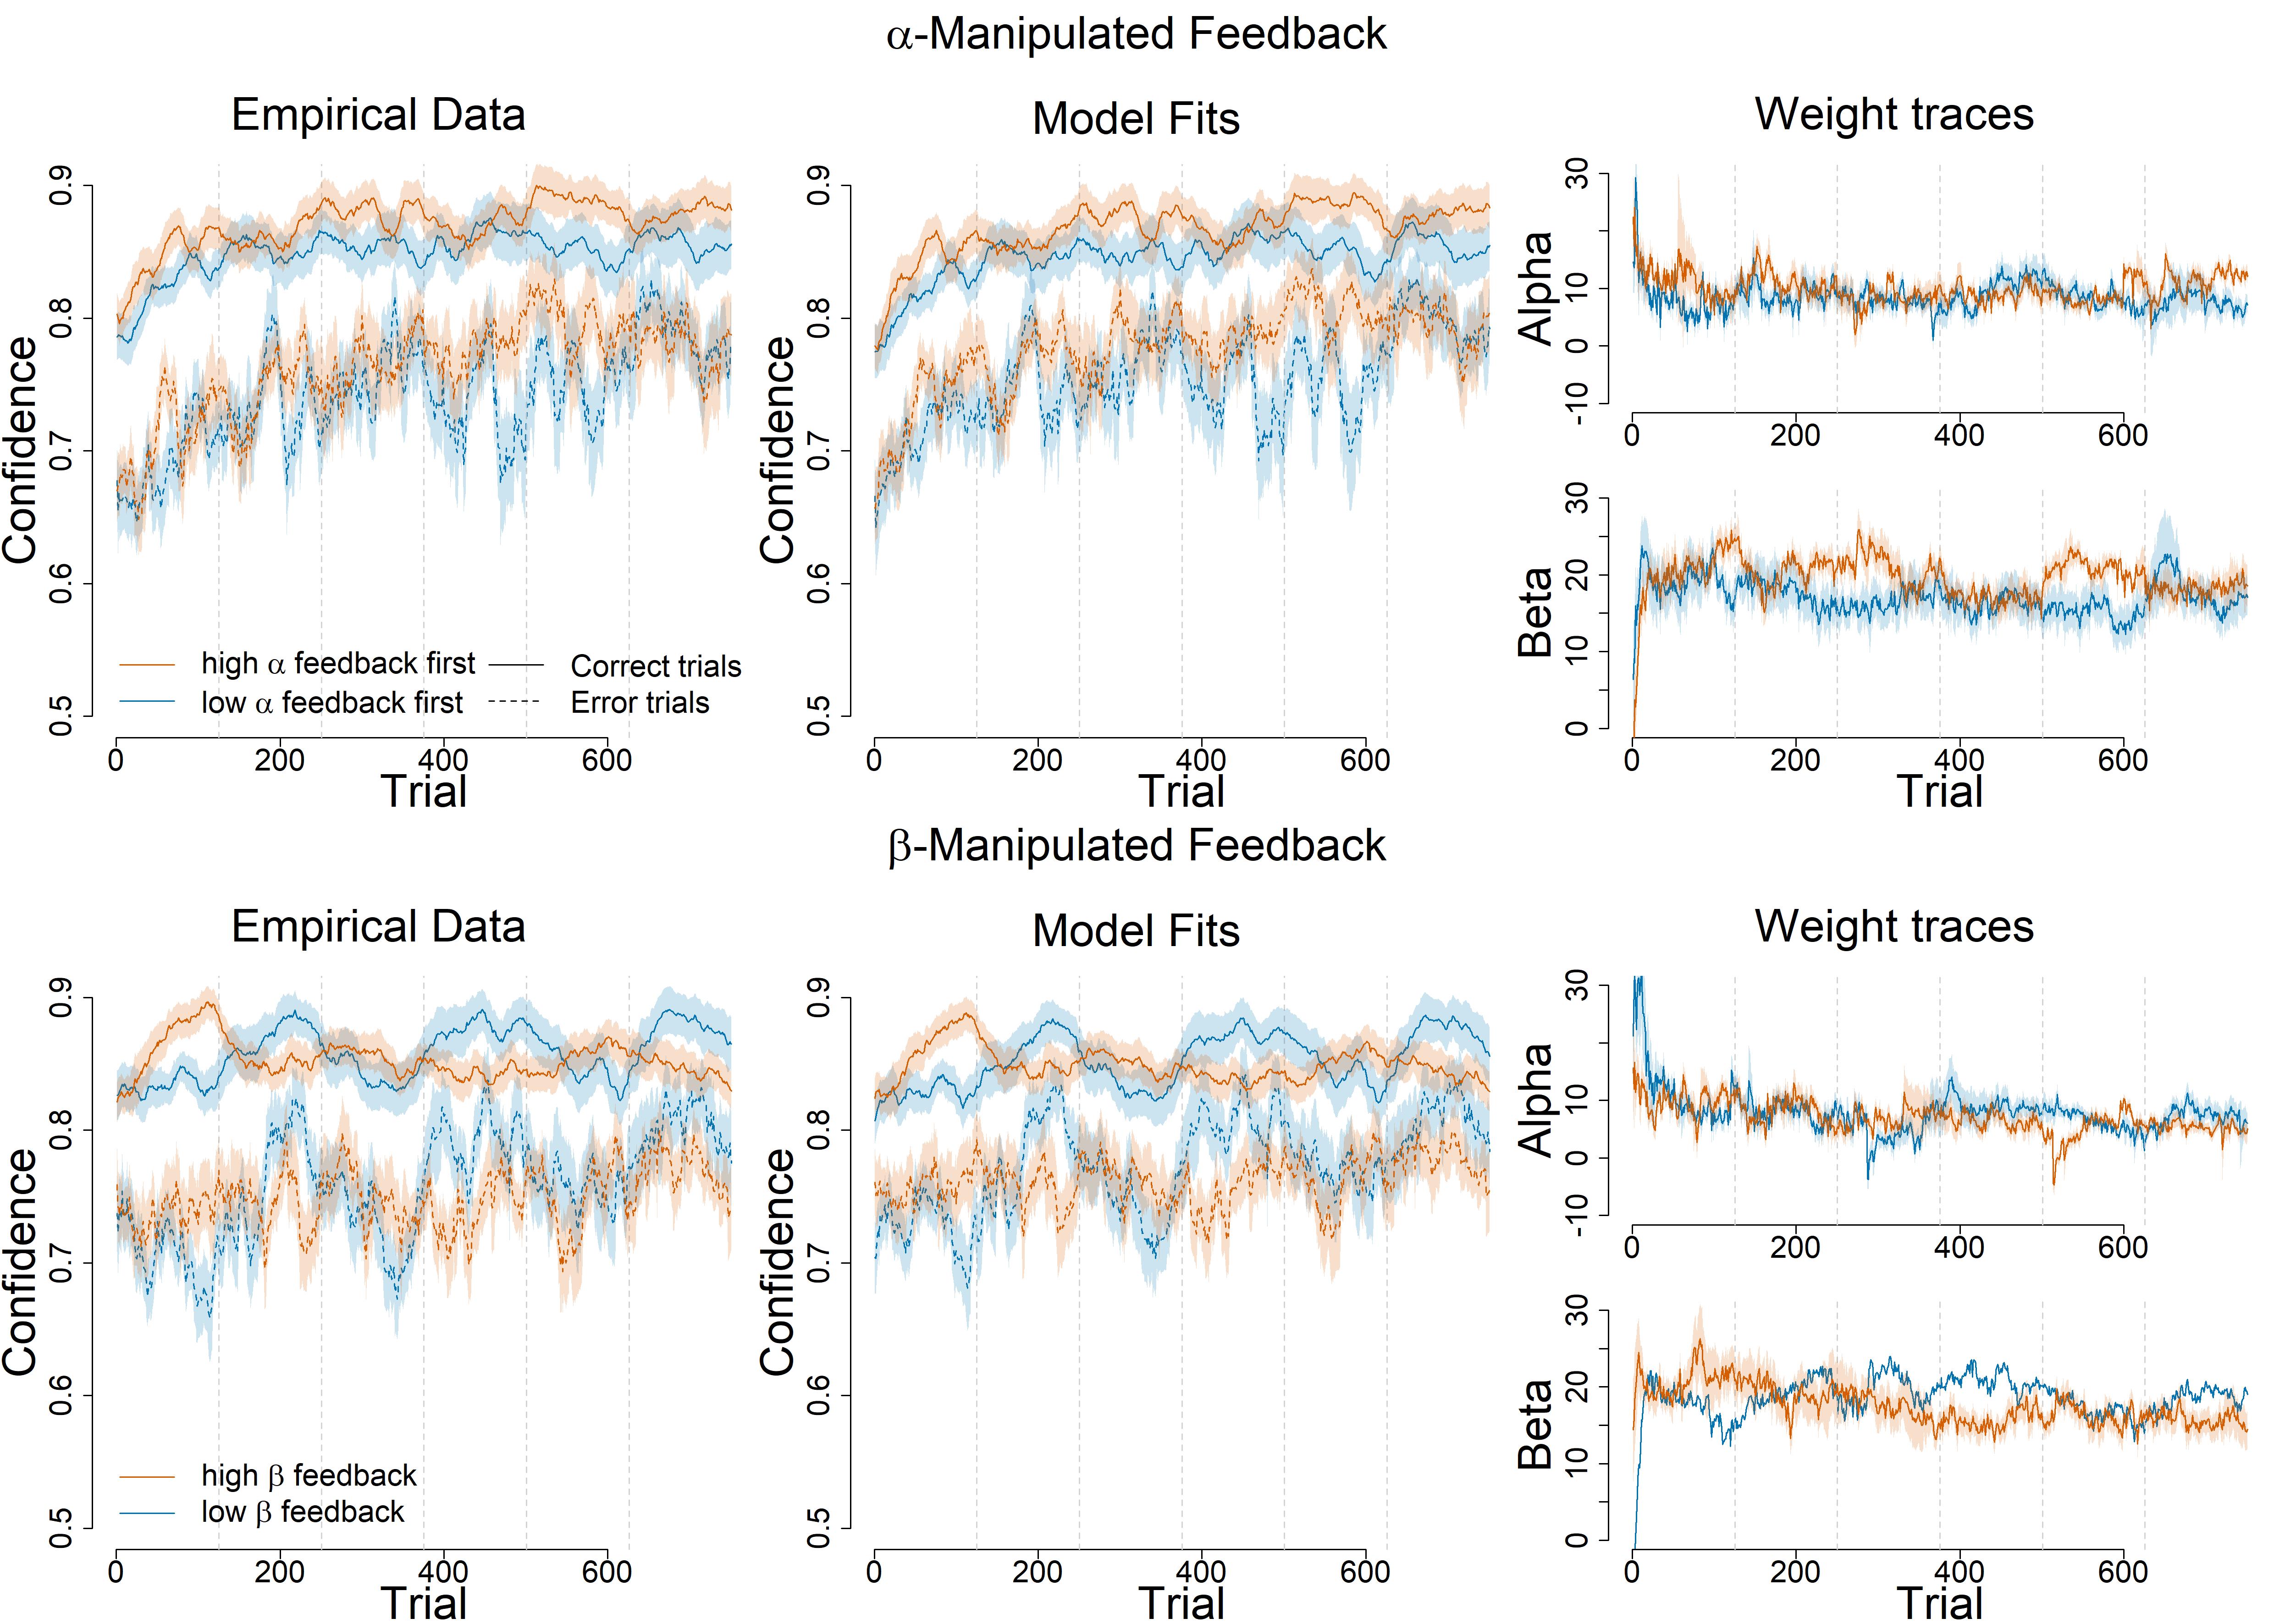 α-Manipulated Feedback
Empirical Data
Model Fits
Weight traces
Confidence
0.5
0.6
0.7
0.8
0.9
high α feedback first
low α feedback first
Correct trials
Error trials
0
200
400
600
Trial
Confidence
0.5
0.6
0.7
0.8
0.9
0
200
400
600
Trial
Alpha
-10
0
10
30
0
200
400
600
Beta
0
10
20
30
0
200
400
600
Trial
β-Manipulated Feedback
Empirical Data
Model Fits
Weight traces
Confidence
0.5
0.6
0.7
0.8
0.9
high β feedback
low β feedback
0
200
400
600
Trial
Confidence
0.5
0.6
0.7
0.8
0.9
0
200
400
600
Trial
Alpha
-10
0
10
30
0
200
400
600
Beta
0
10
20
30
0
200
400
600
Trial